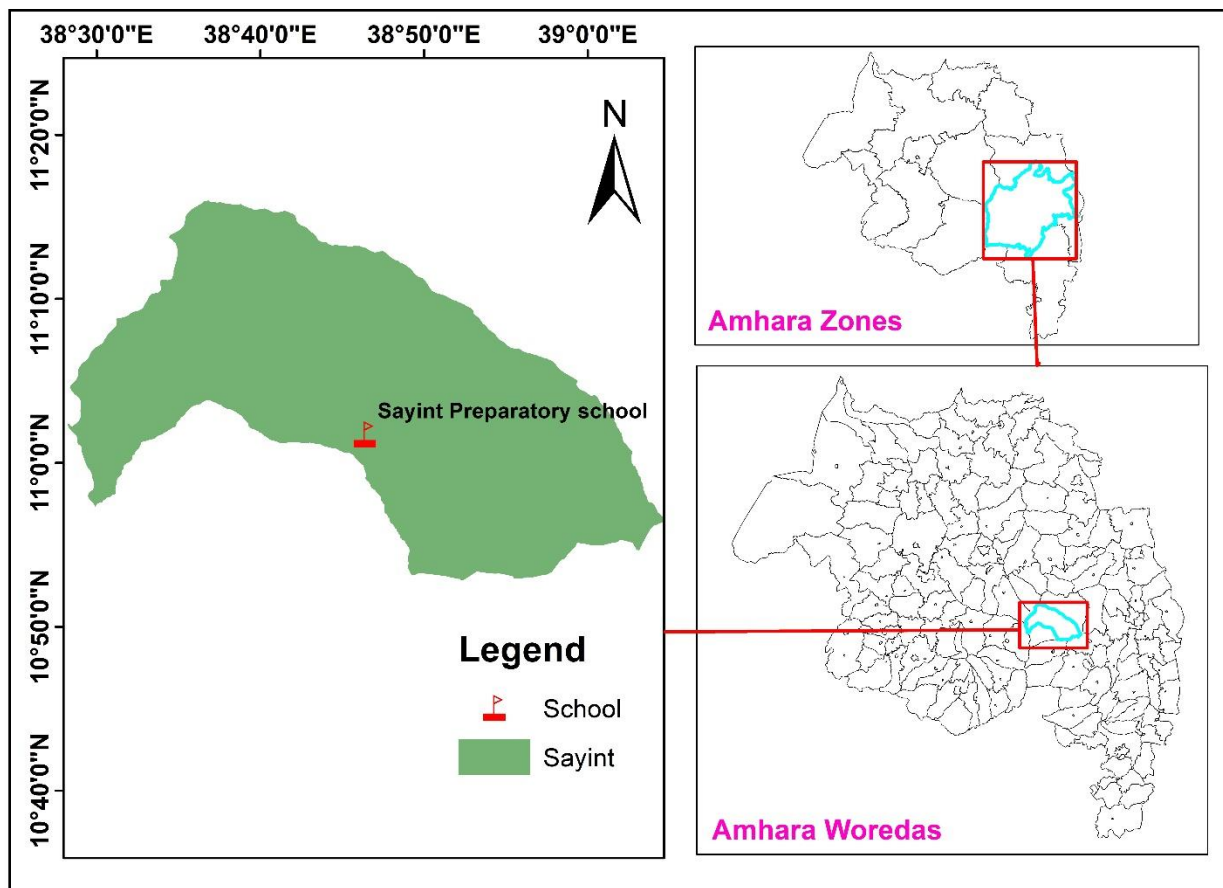 38°30'0"E 38°40'0"E 38°50'0"E 39°0'0"E
11°20'0"N
11°10'0"N
11°0'0"N
10°50'0"N
10°40'0"N
N
Sayint Preparatory school
Legend
School
Sayint
Amhara Zones
Amhara Woredas